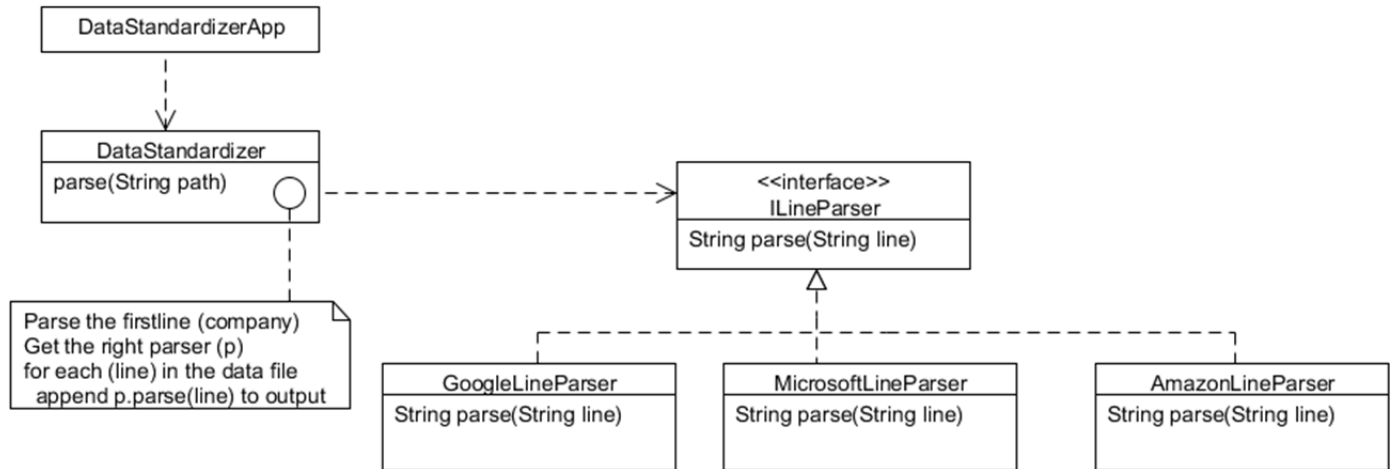 DataStandardizerApp
DataStandardizer
parse(String path)
<<interface>>
ILineParser
String parse(String line)
Parse the firstline (company)
Get the right parser (p)
for each (line) in the data file
append p.parse(line) to output
GoogleLineParser
String parse(String line)
MicrosoftLineParser
String parse(String line)
AmazonLineParser
String parse(String line)